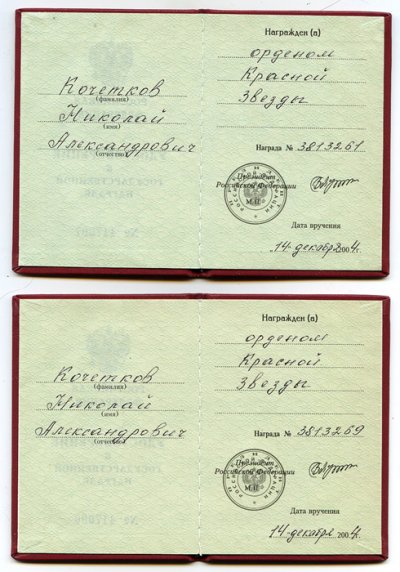 Награжден (а)
орденом
Красной
Звезды
Кочетков
(фамилия)
Николай
(имя)
Александрович
(отчество)
Награда № 3813261
Президент
Российской Федерации
М.П.
Дата вручения
14 декабря 2004 г.
Награжден (а)
орденом
Красной
Звезды
Кочетков
(фамилия)
Николай
(имя)
Александрович
(отчество)
Награда № 3813269
Президент
Российской Федерации
М.П.
Дата вручения
14 декабря 2004 г.